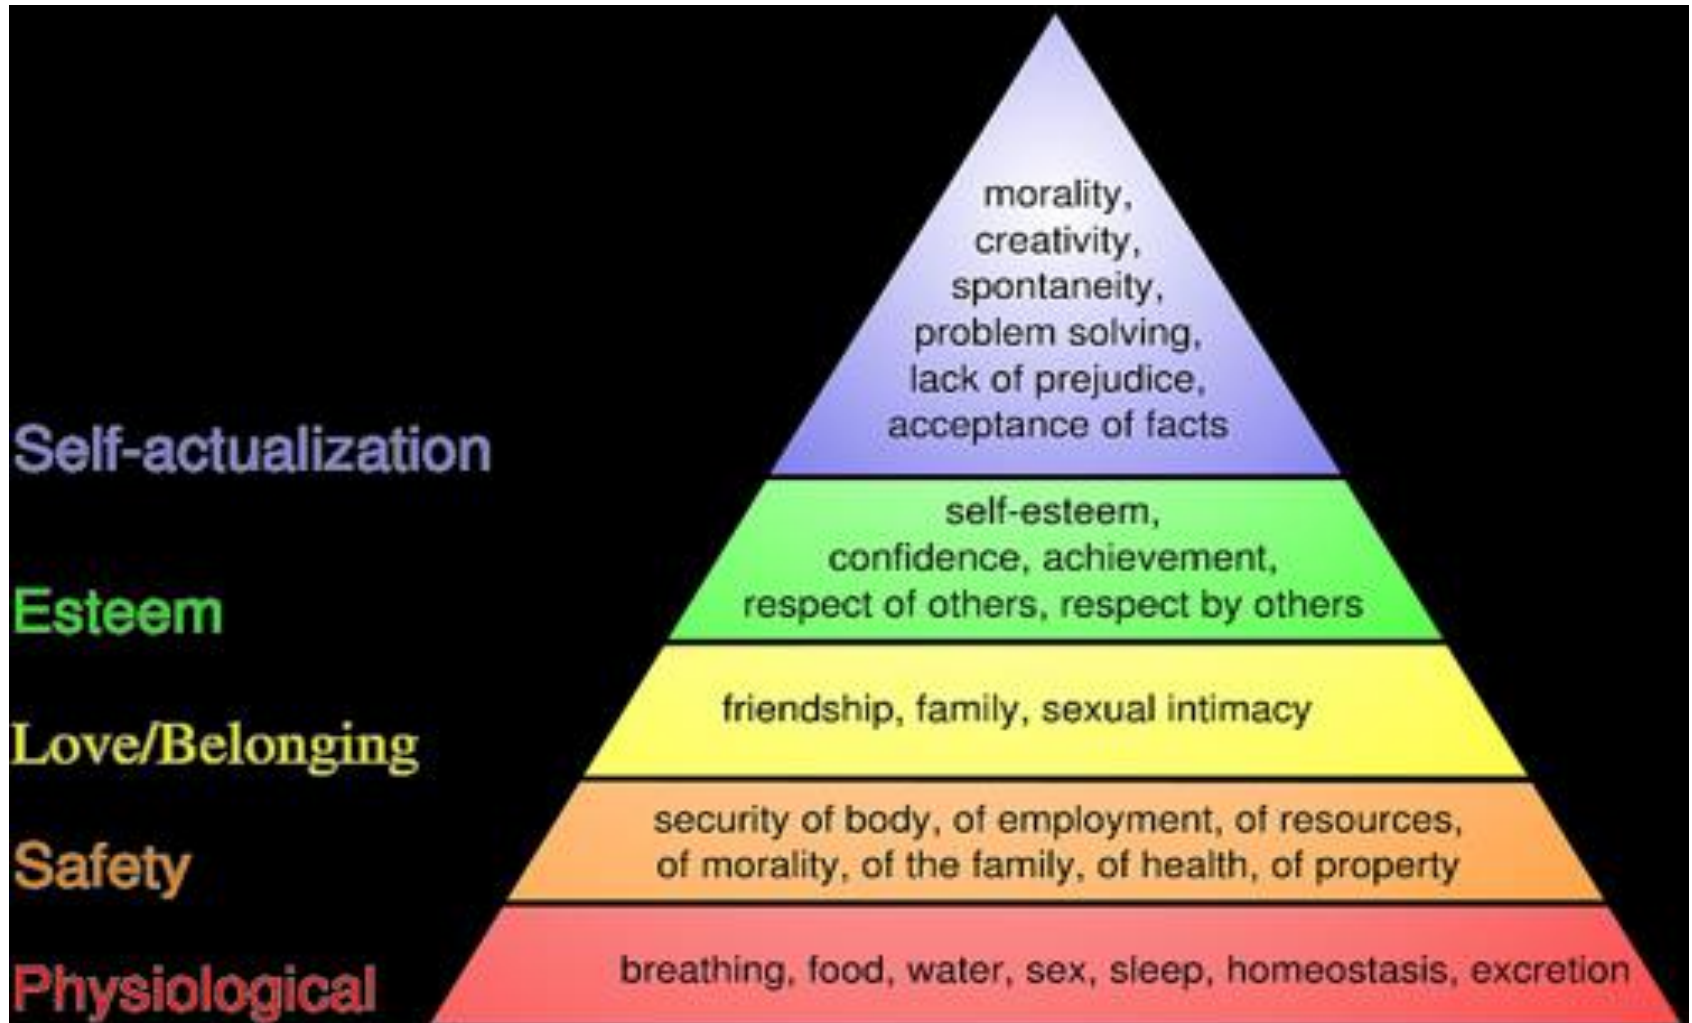 morality,
creativity,
spontaneity,
problem solving,
lack of prejudice,
acceptance of facts
Self-actualization
self-esteem,
confidence, achievement,
respect of others, respect by others
Esteem
friendship, family, sexual intimacy
Love/Belonging
security of body, of employment, of resources,
of morality, of the family, of health, of property
Safety
breathing, food, water, sex, sleep, homeostasis, excretion
Physiological